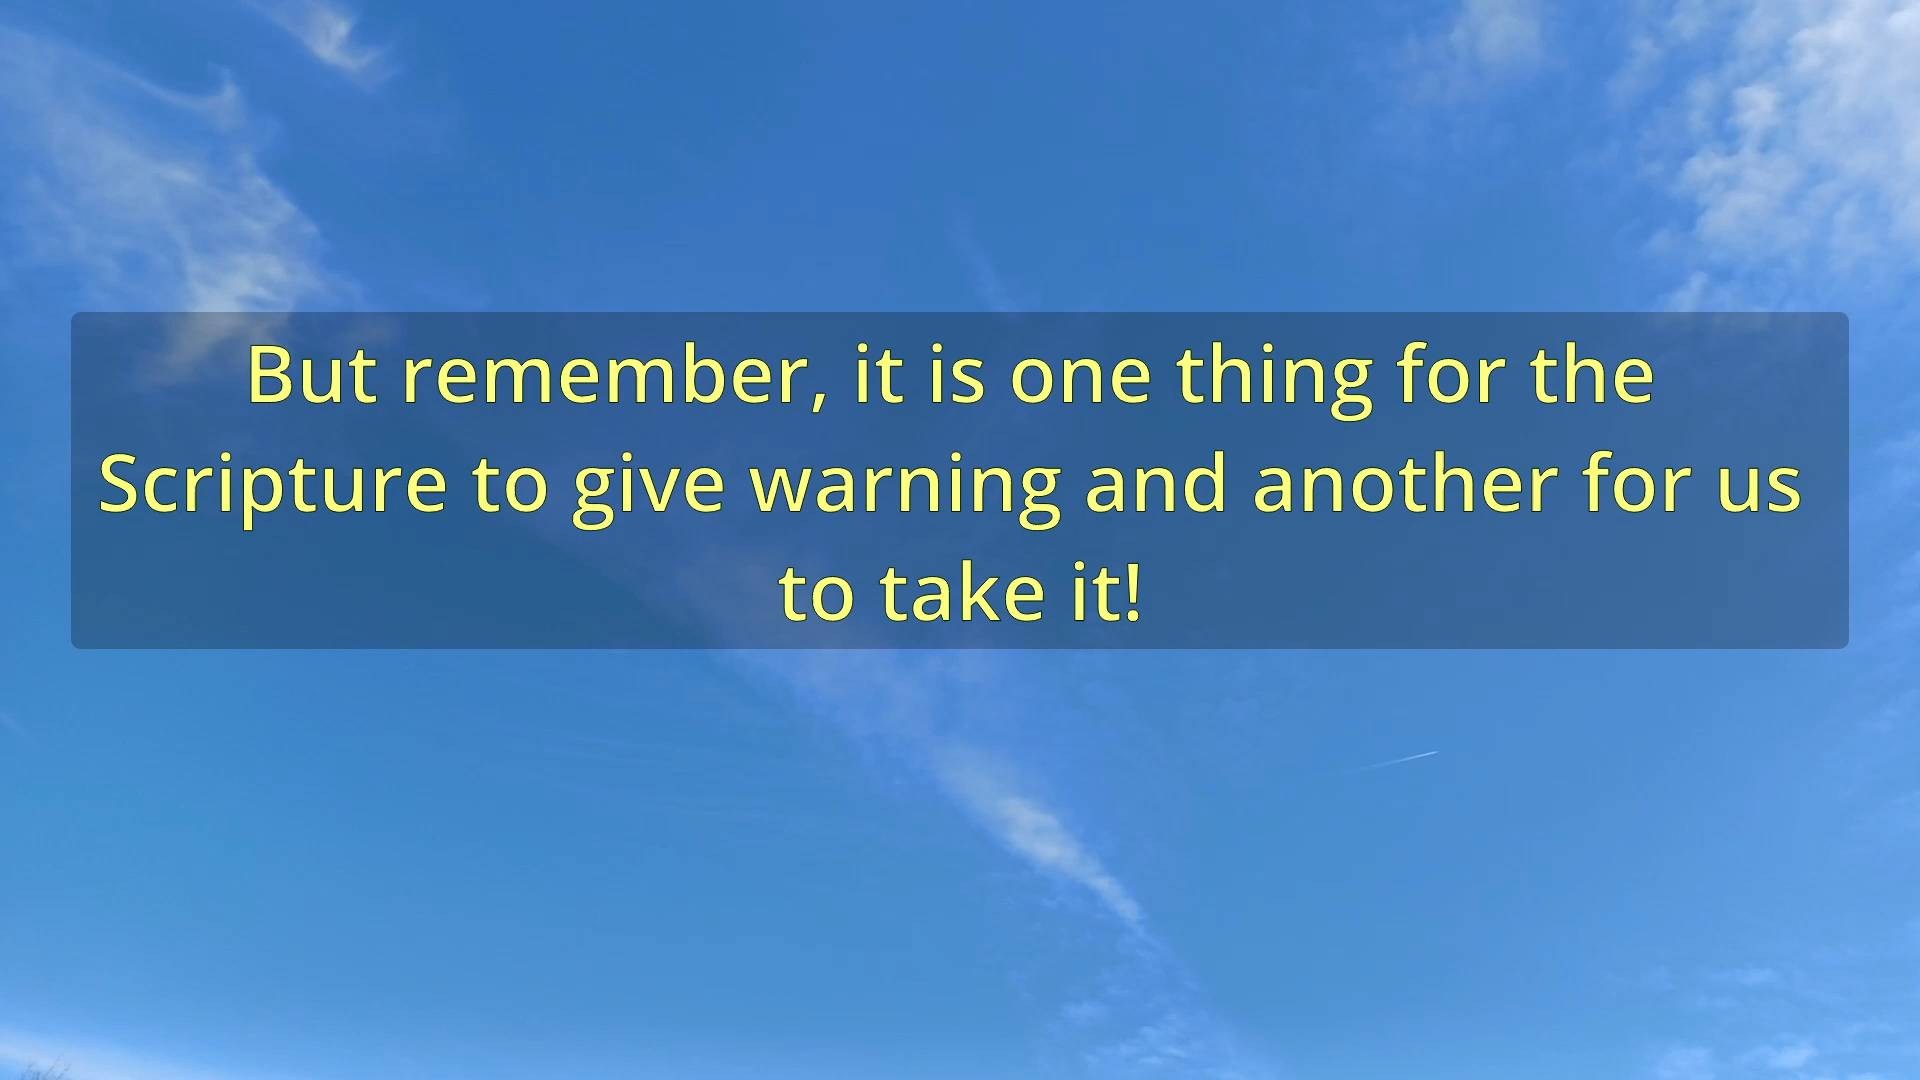 But remember, it is one thing for the
Scripture to give warning and another for us
to take it!